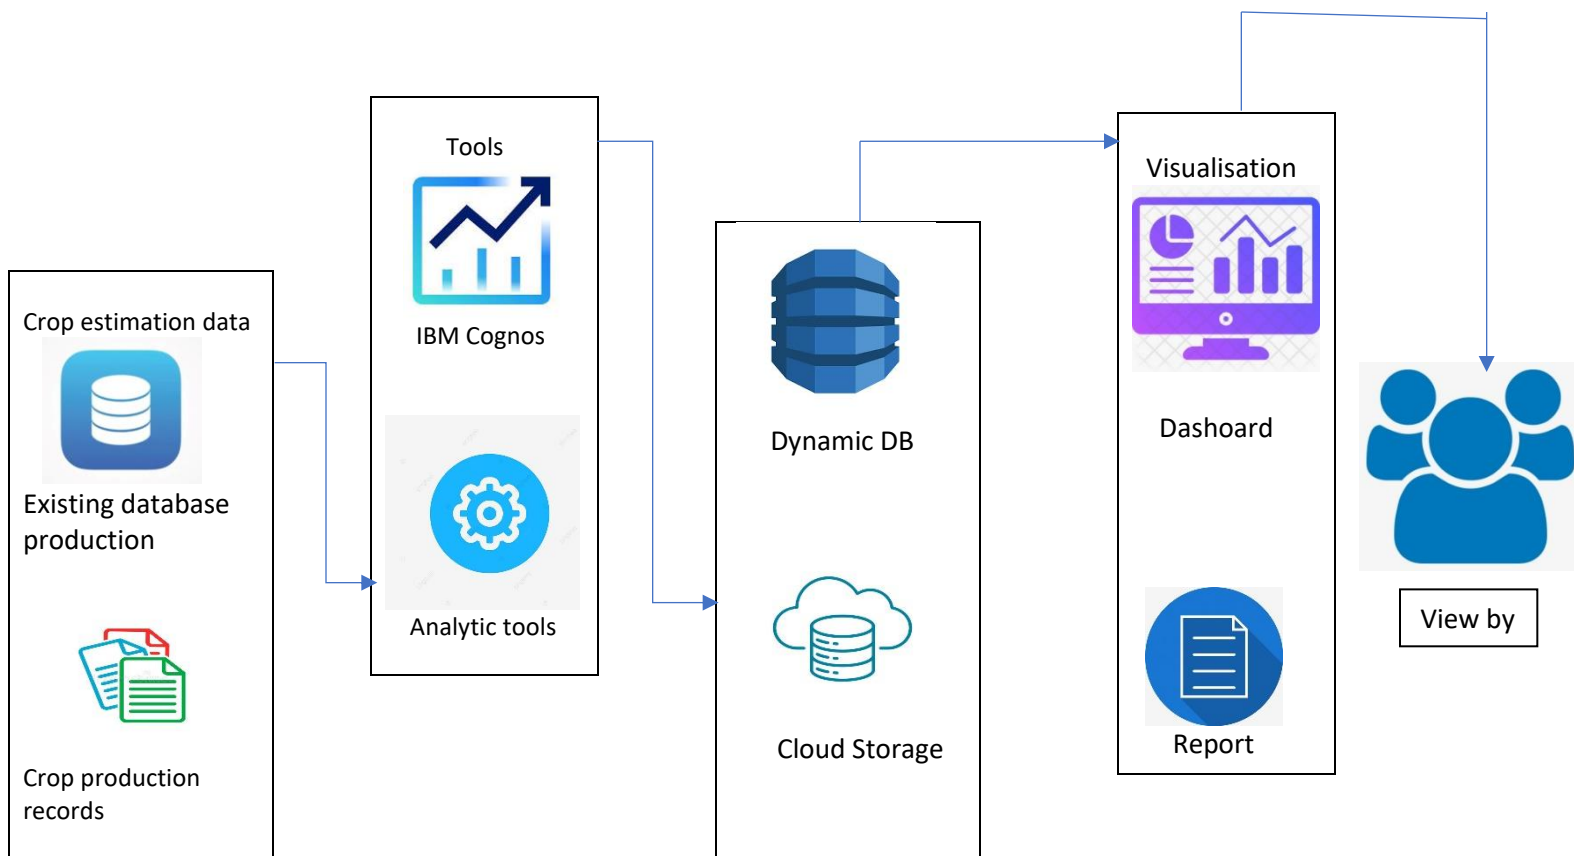 Crop estimation data
Existing database
production
Crop production
records
Tools
IBM Cognos
Analytic tools
Dynamic DB
Cloud Storage
Visualisation
Dashoard
Report
View by